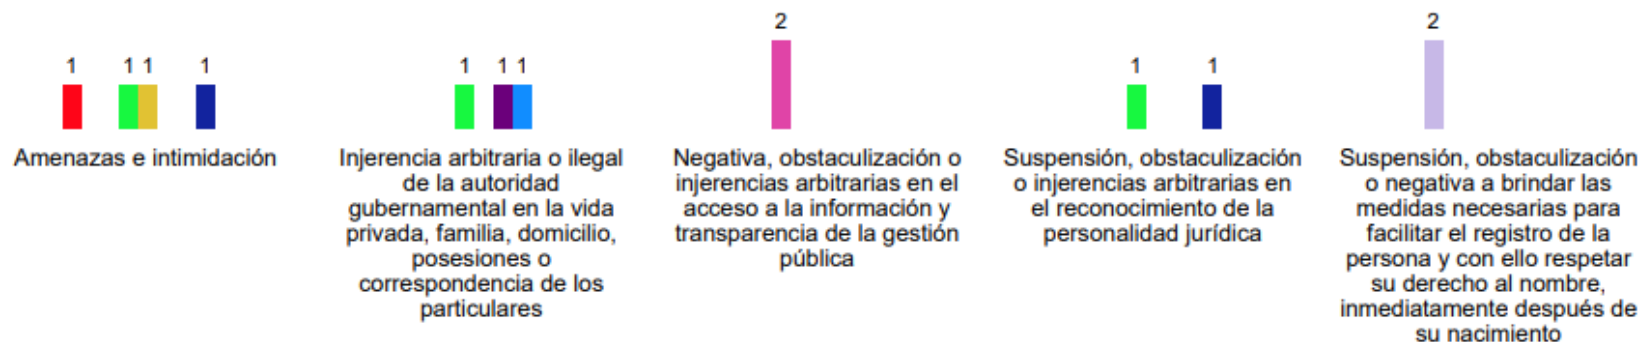 1
1 1
1
Amenazas e intimidación
1
1 1
Injerencia arbitraria o ilegal
de la autoridad
gubernamental en la vida
privada, familia, domicilio,
posesiones o
correspondencia de los
particulares
2
Negativa, obstaculización o
injerencias arbitrarias en el
acceso a la información y
transparencia de la gestión
pública
1
1
Suspensión, obstaculización
o injerencias arbitrarias en
el reconocimiento de la
personalidad jurídica
2
Suspensión, obstaculización
o negativa a brindar las
medidas necesarias para
facilitar el registro de la
persona y con ello respetar
su derecho al nombre,
inmediatamente después de
su nacimiento